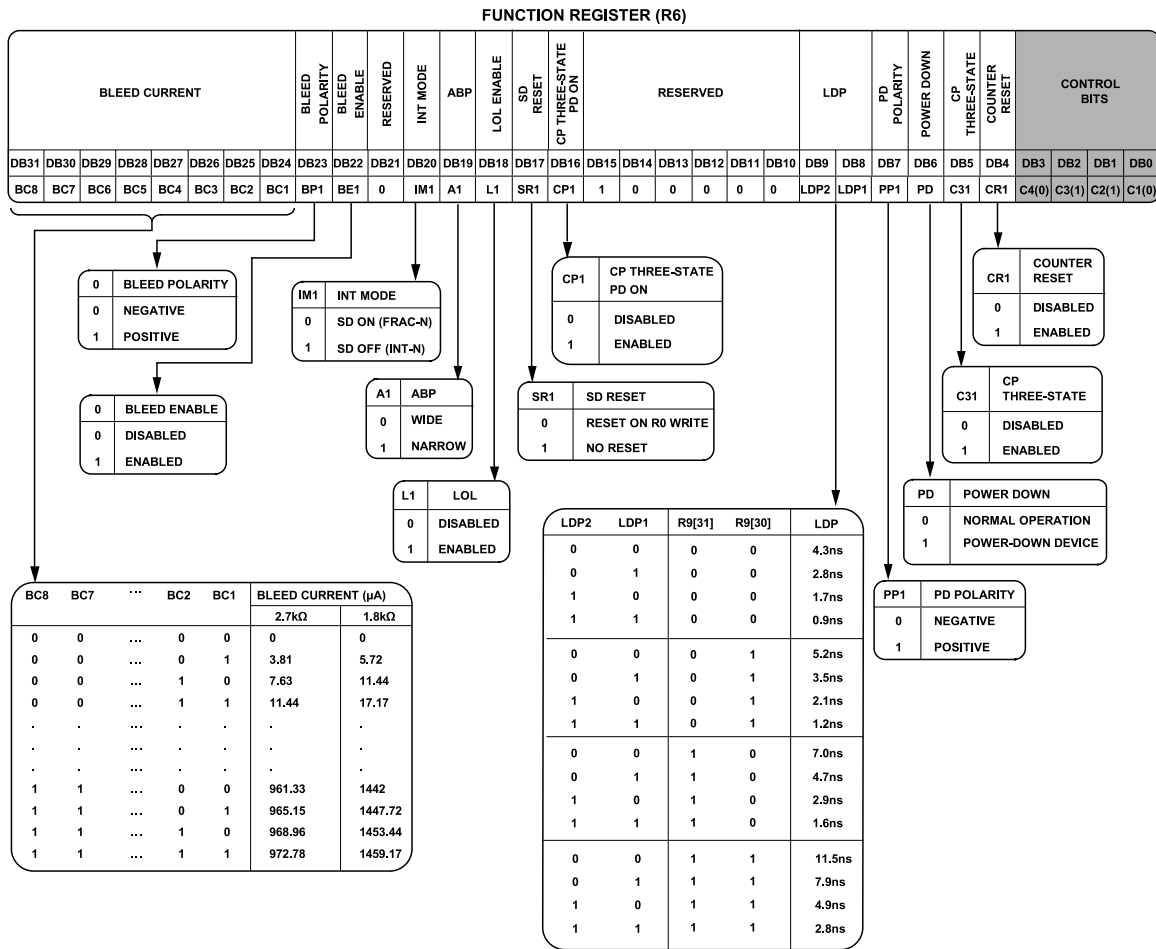 FUNCTION REGISTER (R6)
BLEED CURRENT
BLEED POLARITY
BLEED ENABLE
RESERVED
INT MODE
ABP
LOL ENABLE
SD RESET
CP THREE-STATE PD ON
RESERVED
LDP
PD POLARITY
POWER DOWN
CP THREE-STATE
COUNTER RESET
CONTROL BITS
DB31 DB30 DB29 DB28 DB27 DB26 DB25 DB24 DB23 DB22 DB21 DB20 DB19 DB18 DB17 DB16 DB15 DB14 DB13 DB12 DB11 DB10 DB9 DB8 DB7 DB6 DB5 DB4 DB3 DB2 DB1 DB0
BC8 BC7 BC6 BC5 BC4 BC3 BC2 BC1 BP1 BE1 0 IM1 A1 L1 SR1 CP1 1 0 0 0 0 0 LDP2 LDP1 PP1 PD C31 CR1 C4(0) C3(1) C2(1) C1(0)
0 BLEED POLARITY
0 NEGATIVE
1 POSITIVE
0 BLEED ENABLE
0 DISABLED
1 ENABLED
IM1 INT MODE
0 SD ON (FRAC-N)
1 SD OFF (INT-N)
A1 ABP
0 WIDE
1 NARROW
L1 LOL
0 DISABLED
1 ENABLED
CP1 CP THREE-STATE PD ON
0 DISABLED
1 ENABLED
SR1 SD RESET
0 RESET ON R0 WRITE
1 NO RESET
CR1 COUNTER RESET
0 DISABLED
1 ENABLED
C31 CP THREE-STATE
0 DISABLED
1 ENABLED
PD POWER DOWN
0 NORMAL OPERATION
1 POWER-DOWN DEVICE
PP1 PD POLARITY
0 NEGATIVE
1 POSITIVE
BC8 BC7 ... BC2 BC1 BLEED CURRENT (µA)
2.7kΩ 1.8kΩ
0 0 ... 0 0 0 0
0 0 ... 0 1 3.81 5.72
0 0 ... 1 0 7.63 11.44
0 0 ... 1 1 11.44 17.17
. . ... . . . .
. . ... . . . .
. . ... . . . .
1 1 ... 0 0 961.33 1442
1 1 ... 0 1 965.15 1447.72
1 1 ... 1 0 968.96 1453.44
1 1 ... 1 1 972.78 1459.17
LDP2 LDP1 R9[31] R9[30] LDP
0 0 0 0 4.3ns
0 1 0 0 2.8ns
1 0 0 0 1.7ns
1 1 0 0 0.9ns
0 0 0 1 5.2ns
0 1 0 1 3.5ns
1 0 0 1 2.1ns
1 1 0 1 1.2ns
0 0 1 0 7.0ns
0 1 1 0 4.7ns
1 0 1 0 2.9ns
1 1 1 0 1.6ns
0 0 1 1 11.5ns
0 1 1 1 7.9ns
1 0 1 1 4.9ns
1 1 1 1 2.8ns